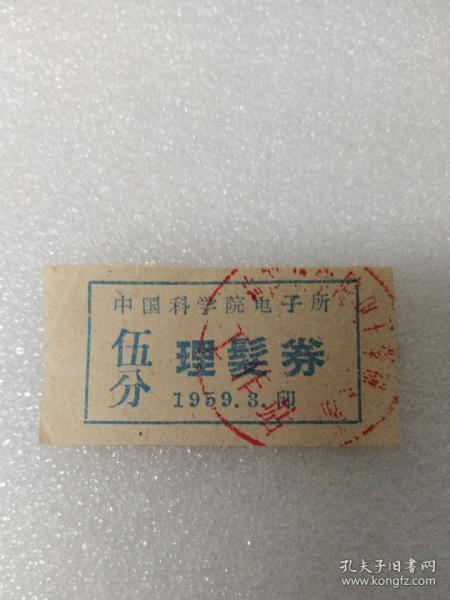 中国科学院电子所
伍分
理髮券
1959.3.印
孔夫子旧书网
www.kongfz.com